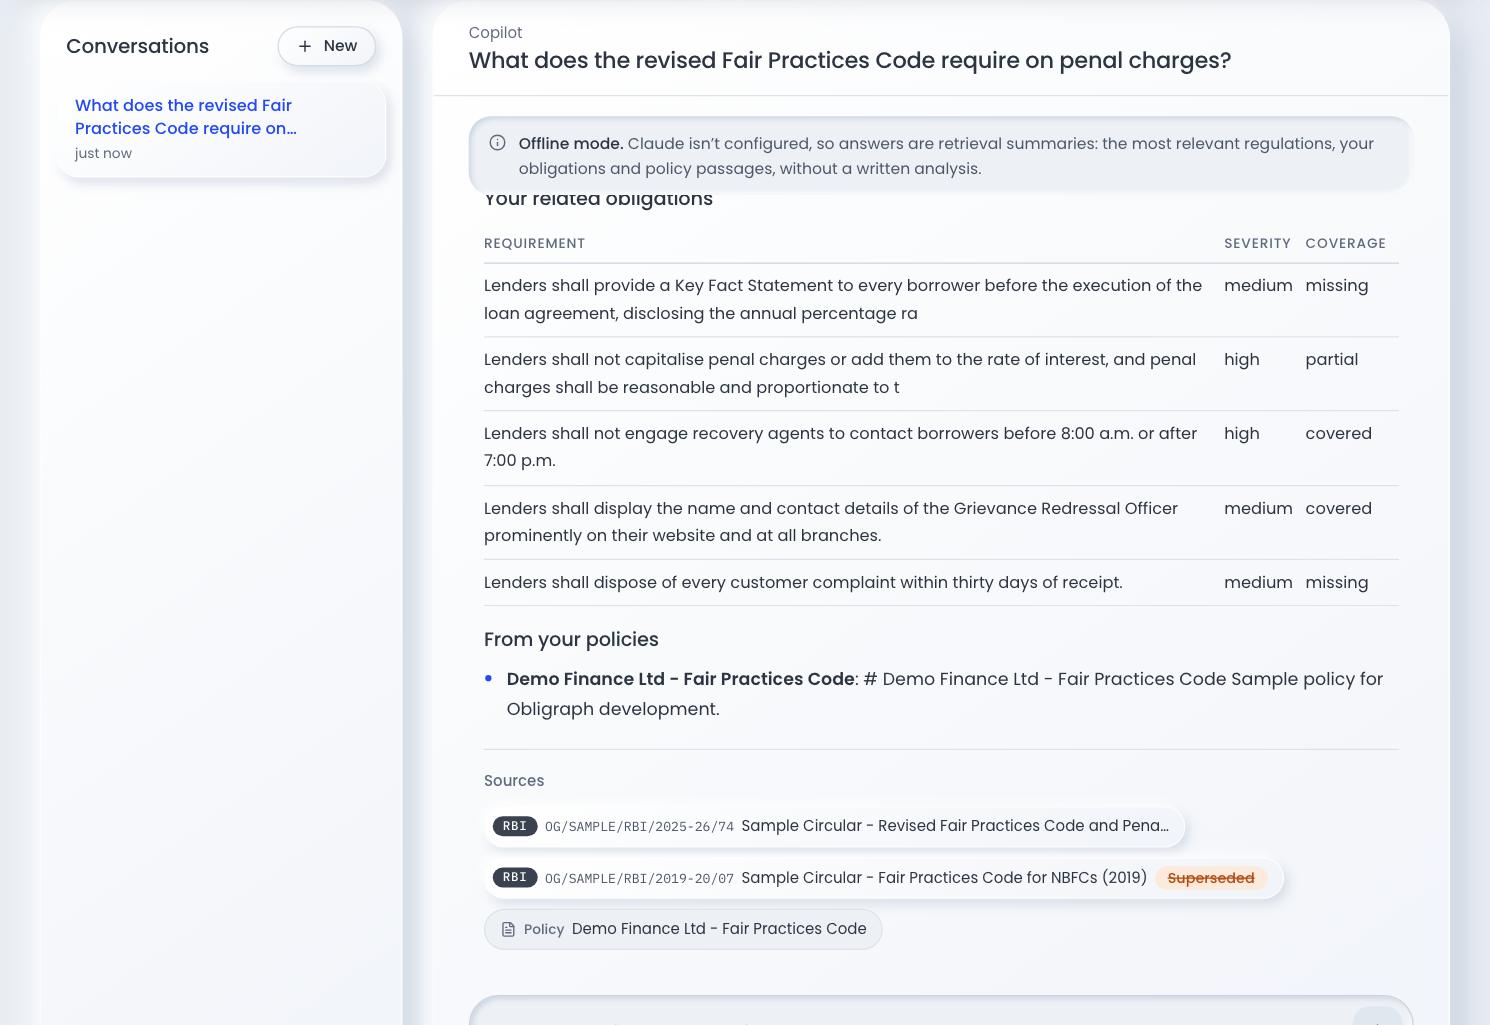 Conversations
+ New
What does the revised Fair
Practices Code require on…
just now
Copilot
What does the revised Fair Practices Code require on penal charges?
Offline mode. Claude isn’t configured, so answers are retrieval summaries: the most relevant regulations, your
obligations and policy passages, without a written analysis.
Your related obligations
REQUIREMENT SEVERITY COVERAGE
Lenders shall provide a Key Fact Statement to every borrower before the execution of the medium missing
loan agreement, disclosing the annual percentage ra
Lenders shall not capitalise penal charges or add them to the rate of interest, and penal high partial
charges shall be reasonable and proportionate to t
Lenders shall not engage recovery agents to contact borrowers before 8:00 a.m. or after high covered
7:00 p.m.
Lenders shall display the name and contact details of the Grievance Redressal Officer medium covered
prominently on their website and at all branches.
Lenders shall dispose of every customer complaint within thirty days of receipt. medium missing
From your policies
• Demo Finance Ltd - Fair Practices Code: # Demo Finance Ltd - Fair Practices Code Sample policy for
Obligraph development.
Sources
RBI OG/SAMPLE/RBI/2025-26/74 Sample Circular - Revised Fair Practices Code and Pena…
RBI OG/SAMPLE/RBI/2019-20/07 Sample Circular - Fair Practices Code for NBFCs (2019) Superseded
Policy Demo Finance Ltd - Fair Practices Code